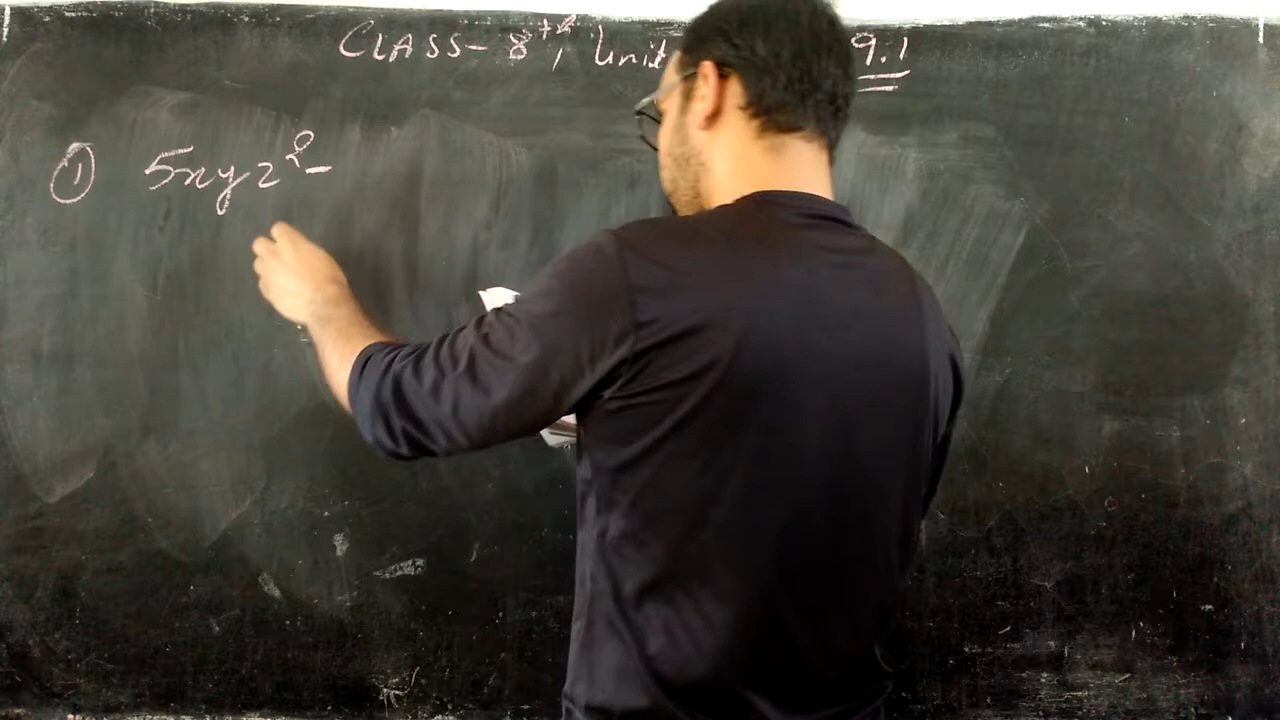 CLASS- 8th, Unit 9.1
① 5xyz²-